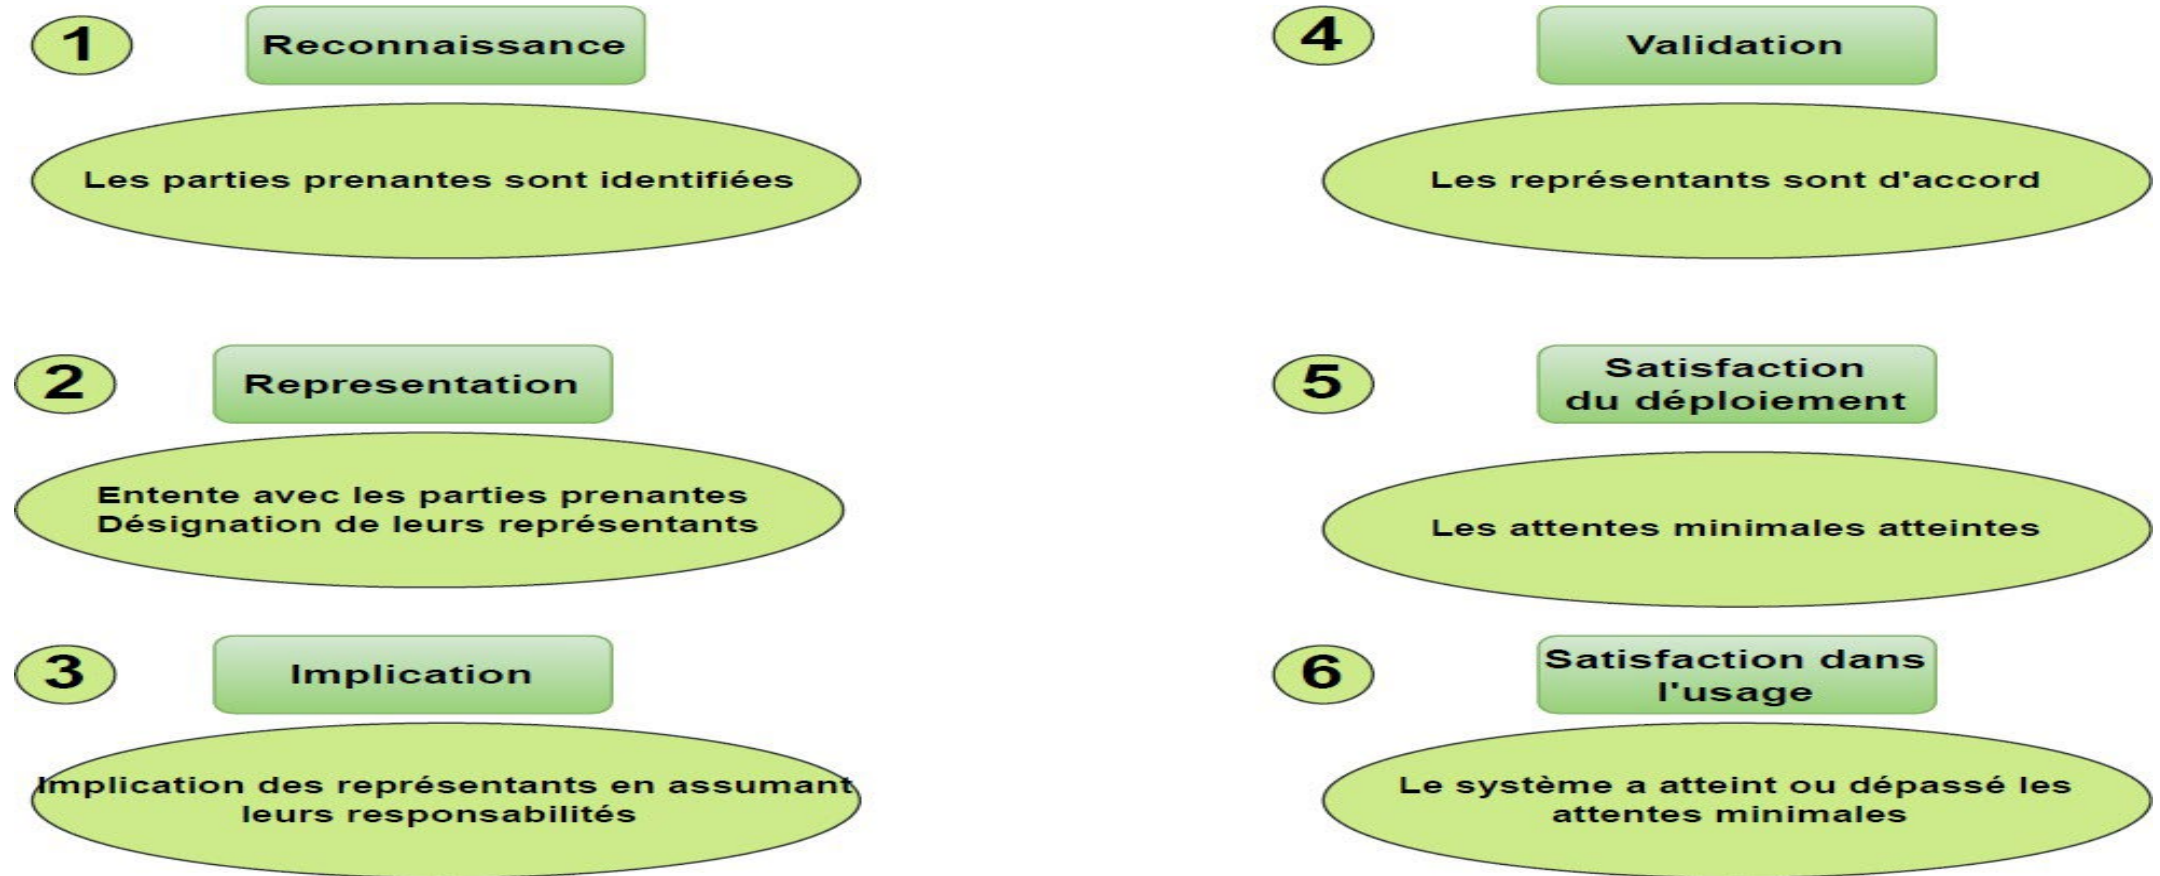 1
Reconnaissance
Les parties prenantes sont identifiées
2
Representation
Entente avec les parties prenantes
Désignation de leurs représentants
3
Implication
Implication des représentants en assumant
leurs responsabilités
4
Validation
Les représentants sont d'accord
5
Satisfaction
du déploiement
Les attentes minimales atteintes
6
Satisfaction dans
l'usage
Le système a atteint ou dépassé les
attentes minimales